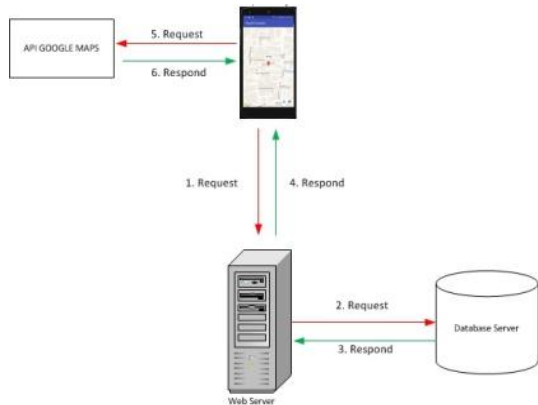 5. Request
API GOOGLE MAPS
6. Respond
1. Request
4. Respond
2. Request
Database Server
3. Respond
Web Server